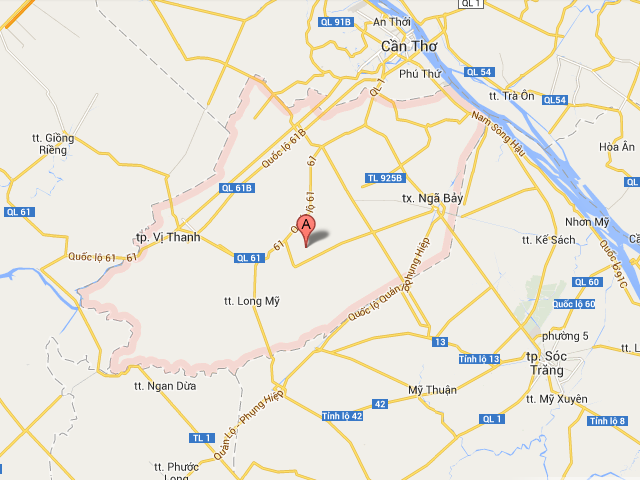 QL 1
QL 91B
An Thới
Cần Thơ
Phú Thứ
QL 54
QL 1
tt. Trà Ôn
QL54
Nam Sông Hậu
tt. Giồng
Riềng
Quốc lộ 61B
Hòa Ân
61
TL 925B
QL 61B
tx. Ngã Bảy
QL 61
Quốc lộ 61
A
Nhơn Mỹ
tp. Vị Thanh
tt. Kế Sách
61
Quốc lộ 61
61
QL 61
Quốc lộ 91C
QL 60
Quốc lộ Quản Lộ - Phụng Hiệp
tt. Long Mỹ
Quốc lộ 60
phường 5
13
Tỉnh lộ 13
tp. Sóc
Trăng
tt. Ngan Dừa
Mỹ Thuận
tt. Mỹ Xuyên
42
Tỉnh lộ 42
QL 1
Tỉnh lộ 8
TL 1
Quản Lộ - Phụng Hiệp
tt. Phước
Long